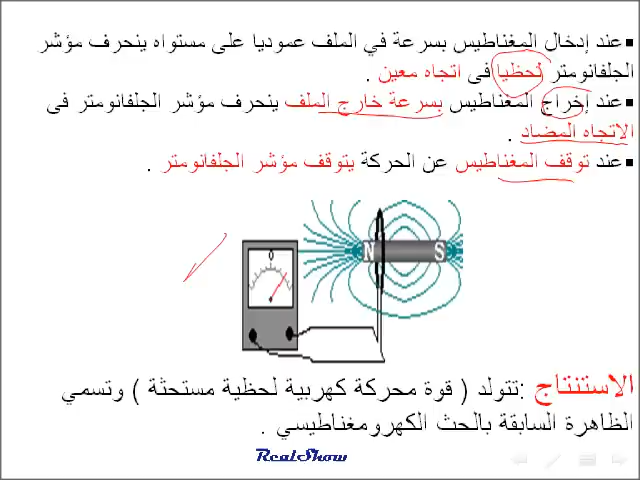 ▪عند إدخال المغناطيس بسرعة في الملف عموديا على مستواه ينحرف مؤشر
الجلفانومتر لحظيا فى اتجاه معين .
▪عند إخراج المغناطيس بسرعة خارج الملف ينحرف مؤشر الجلفانومتر فى
الاتجاه المضاد .
▪عند توقف المغناطيس عن الحركة يتوقف مؤشر الجلفانومتر .
0
N S
الاستنتاج :تتولد ( قوة محركة كهربية لحظية مستحثة ) وتسمي
الظاهرة السابقة بالحث الكهرومغناطيسي .
RealShow